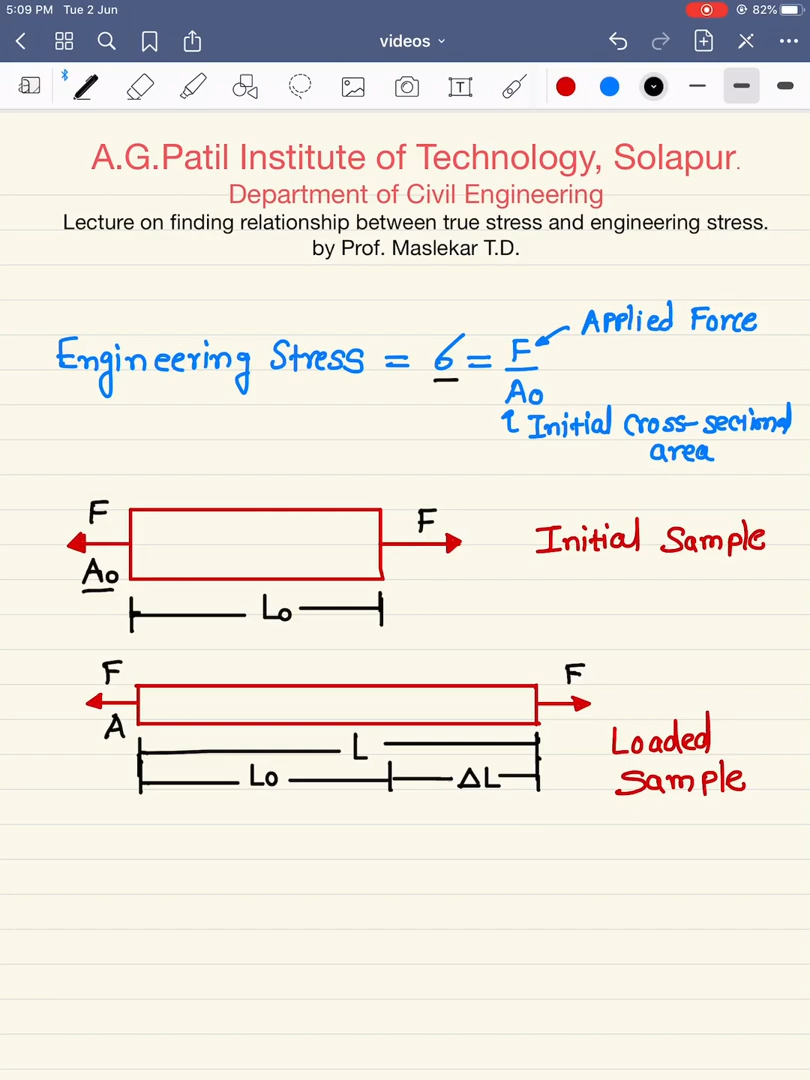 5:09 PM Tue 2 Jun
82%
videos
T
A.G.Patil Institute of Technology, Solapur.
Department of Civil Engineering
Lecture on finding relationship between true stress and engineering stress.
by Prof. Maslekar T.D.
Applied Force
Engineering Stress = σ = F
Ao
Initial cross-sectional
area
F
F
Initial Sample
Ao
Lo
F
F
A
Loaded
L
Lo
ΔL
Sample